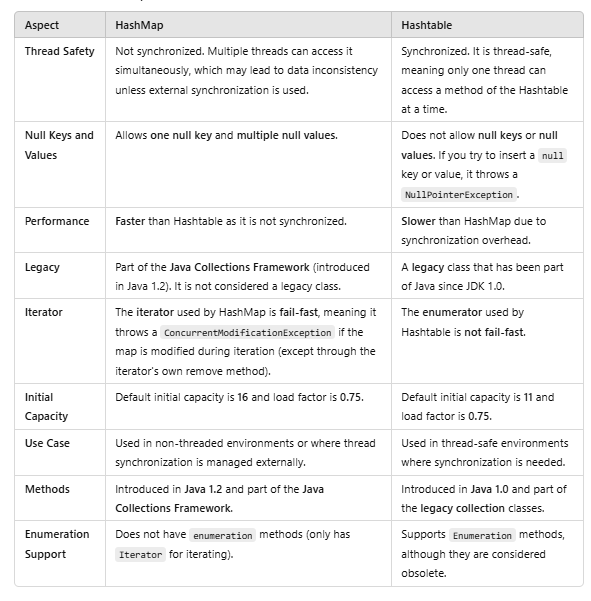 Aspect HashMap Hashtable
Thread Safety
Not synchronized. Multiple threads can access it
simultaneously, which may lead to data inconsistency
unless external synchronization is used.
Synchronized. It is thread-safe,
meaning only one thread can
access a method of the Hashtable
at a time.
Null Keys and
Values
Allows one null key and multiple null values.
Does not allow null keys or null
values. If you try to insert a null
key or value, it throws a
NullPointerException.
Performance
Faster than Hashtable as it is not synchronized.
Slower than HashMap due to
synchronization overhead.
Legacy
Part of the Java Collections Framework (introduced
in Java 1.2). It is not considered a legacy class.
A legacy class that has been part
of Java since JDK 1.0.
Iterator
The iterator used by HashMap is fail-fast, meaning it
throws a ConcurrentModificationException if the
map is modified during iteration (except through the
iterator's own remove method).
The enumerator used by
Hashtable is not fail-fast.
Initial
Capacity
Default initial capacity is 16 and load factor is 0.75.
Default initial capacity is 11 and
load factor is 0.75.
Use Case
Used in non-threaded environments or where thread
synchronization is managed externally.
Used in thread-safe environments
where synchronization is needed.
Methods
Introduced in Java 1.2 and part of the Java
Collections Framework.
Introduced in Java 1.0 and part of
the legacy collection classes.
Enumeration
Support
Does not have enumeration methods (only has
Iterator for iterating).
Supports Enumeration methods,
although they are considered
obsolete.